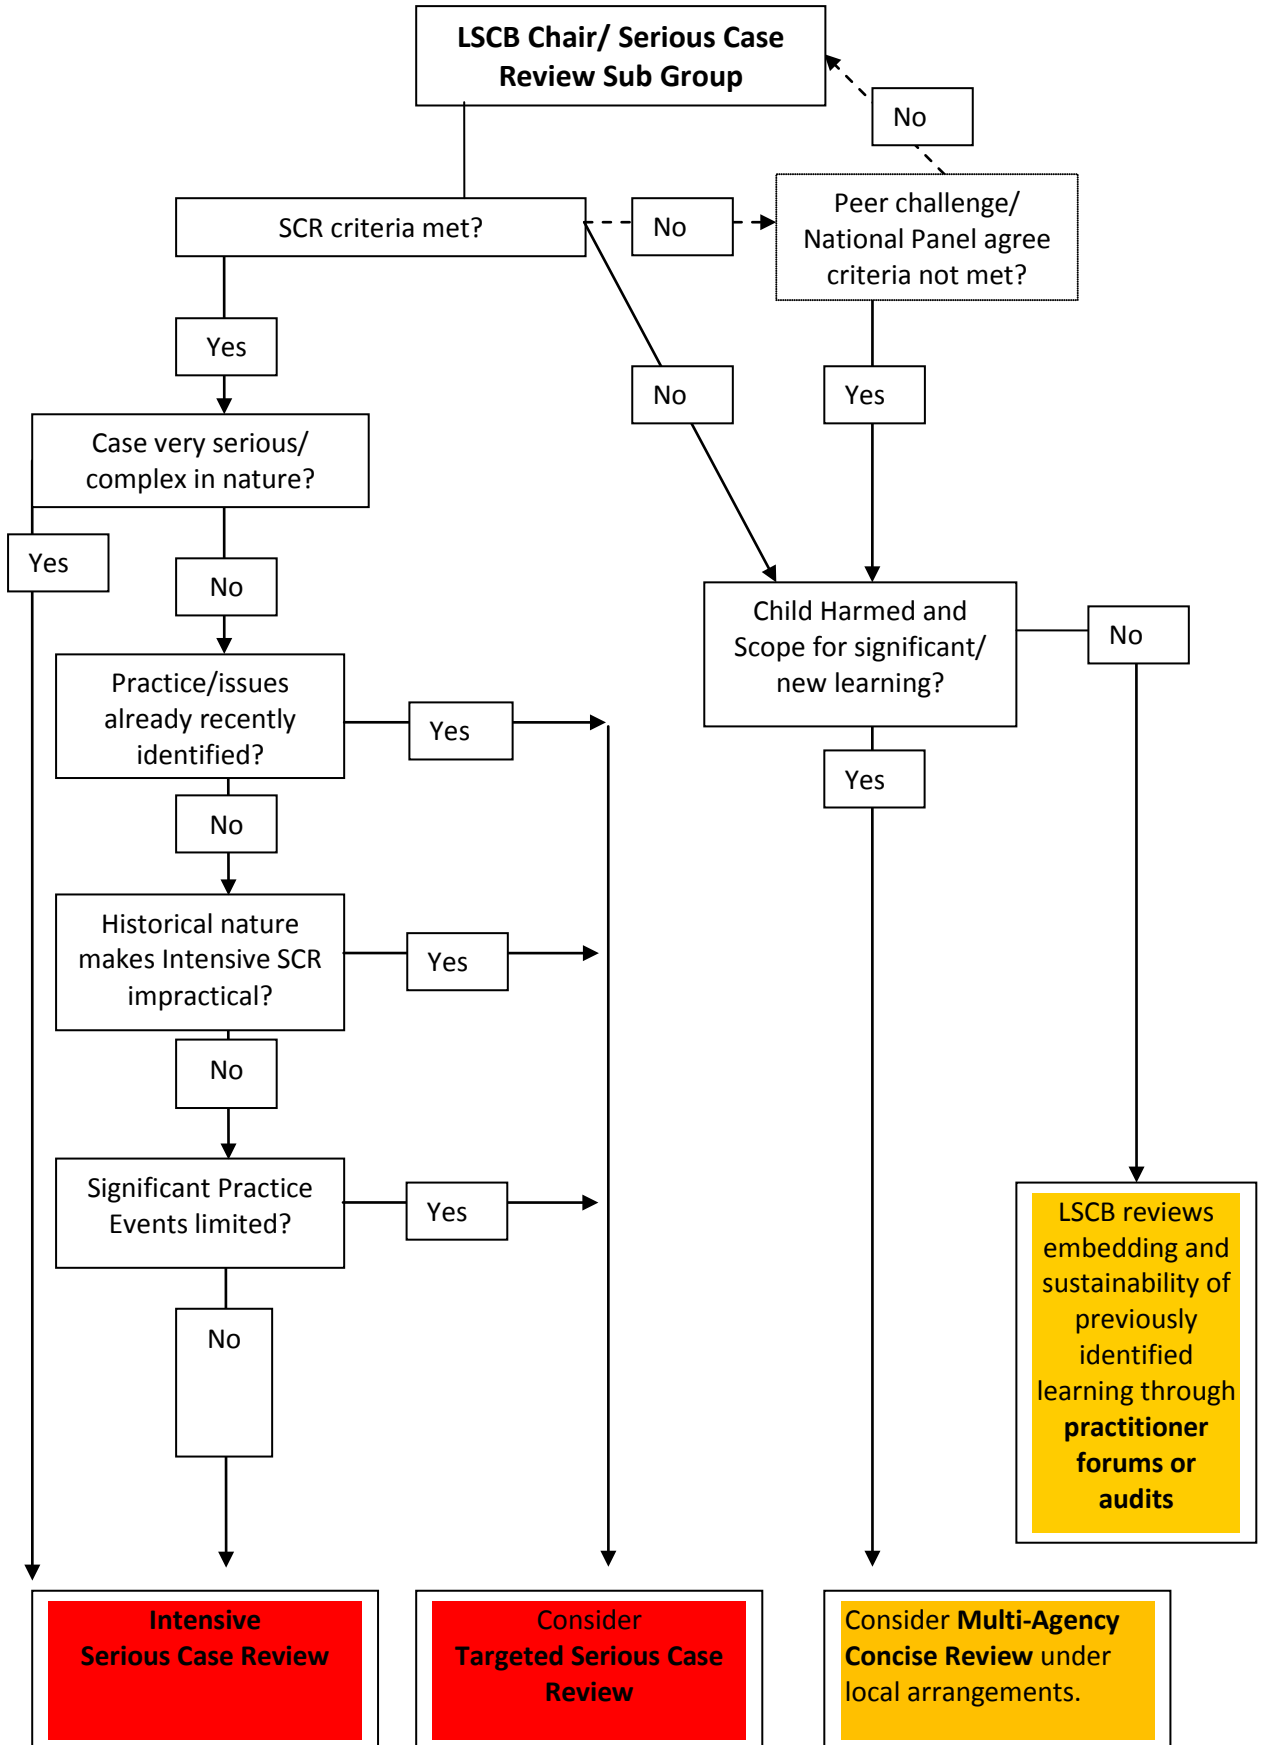 LSCB Chair/ Serious Case
Review Sub Group
No
SCR criteria met?
No
Peer challenge/
National Panel agree
criteria not met?
Yes
No
Yes
Case very serious/
complex in nature?
Yes
No
Child Harmed and
Scope for significant/
new learning?
No
Practice/issues
already recently
identified?
Yes
Yes
No
Historical nature
makes Intensive SCR
impractical?
Yes
No
Significant Practice
Events limited?
Yes
No
LSCB reviews
embedding and
sustainability of
previously
identified
learning through
practitioner
forums or
audits
Intensive
Serious Case Review
Consider
Targeted Serious Case
Review
Consider Multi-Agency
Concise Review under
local arrangements.